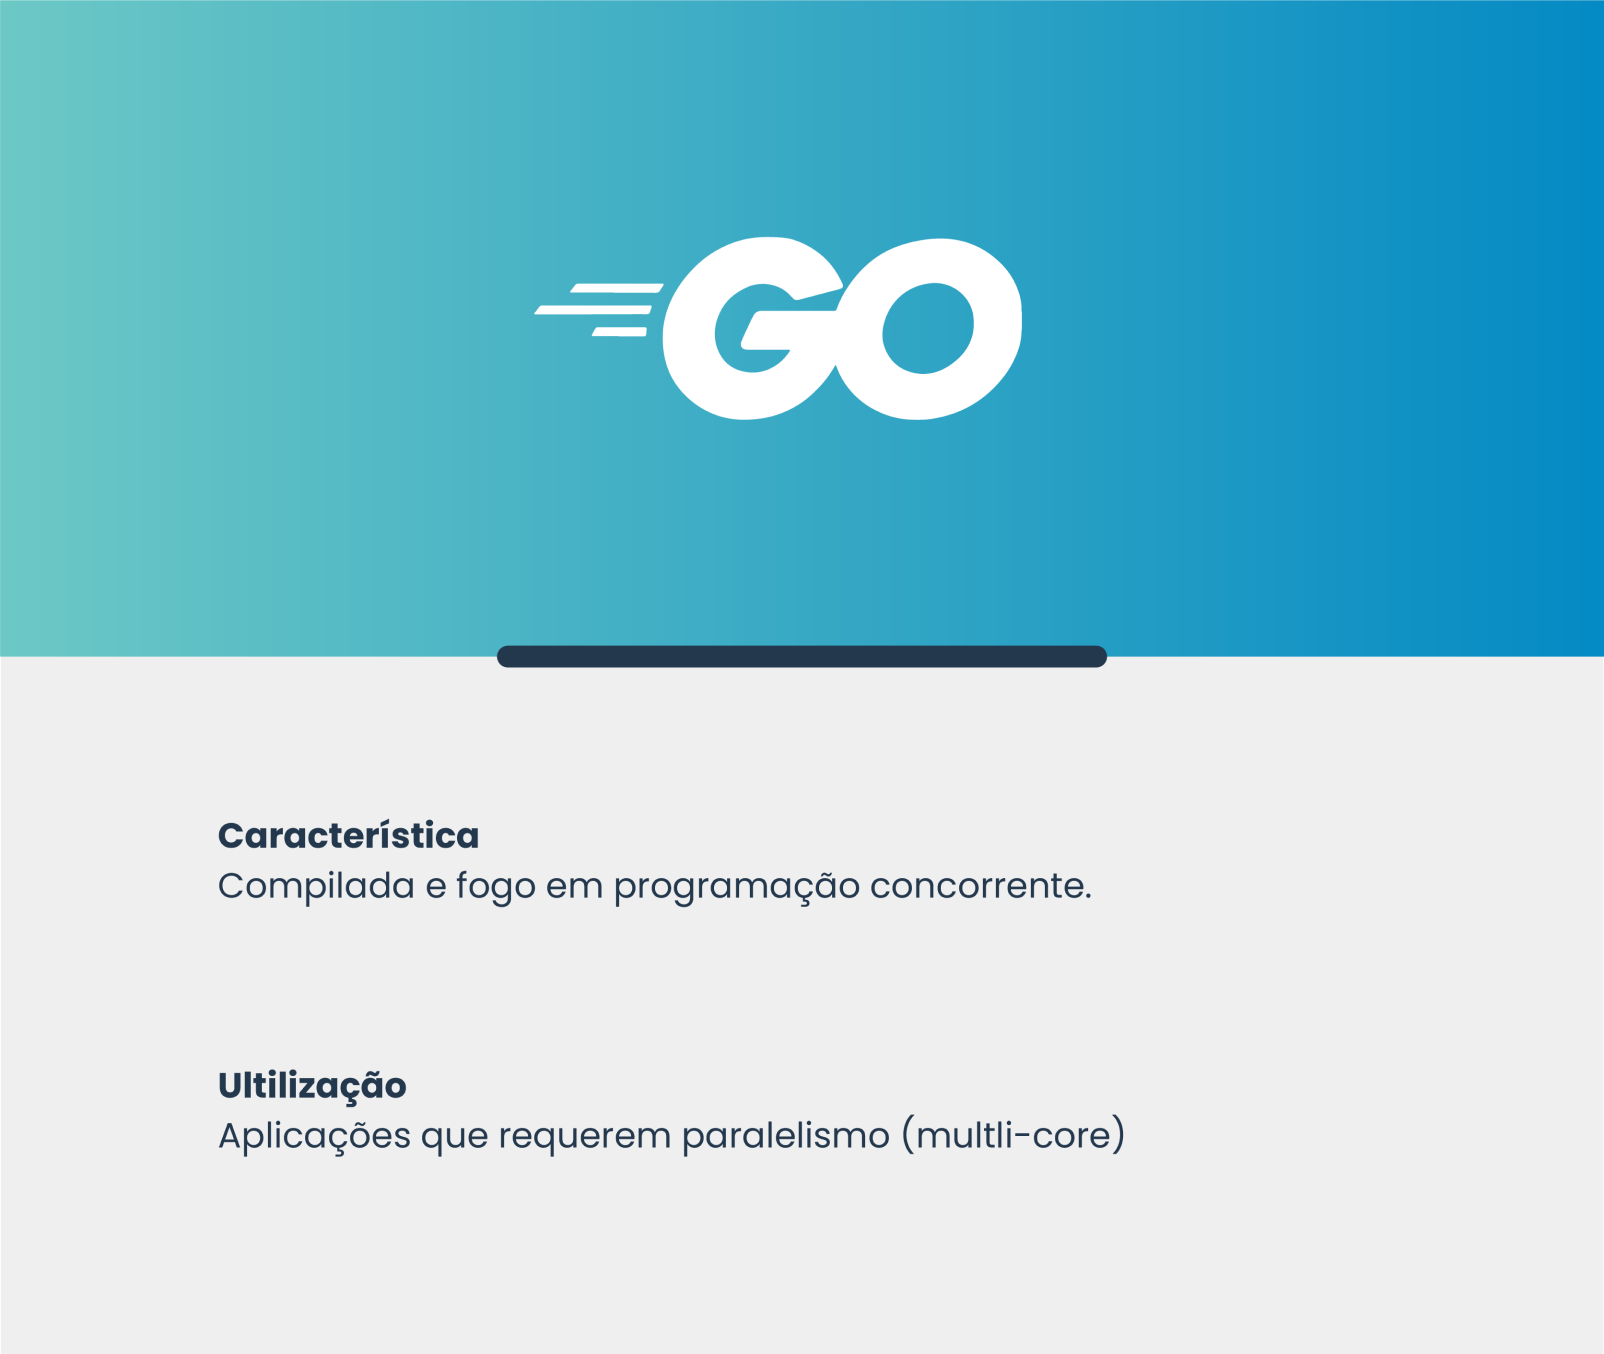 GO
Característica
Compilada e fogo em programação concorrente.
Ultilização
Aplicações que requerem paralelismo (multli-core)